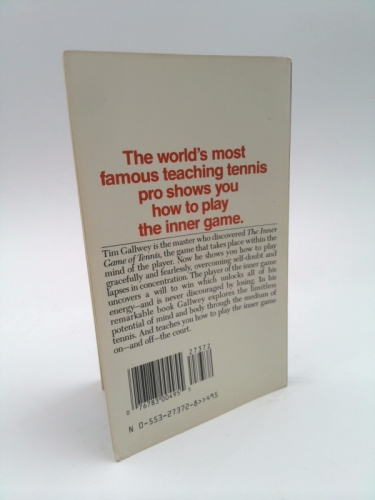 The world's most
famous teaching tennis
pro shows you
how to play
the inner game.
Tim Gallwey is the master who discovered The Inner
Game of Tennis, the game that takes place within the
mind of the player. Now he shows you how to play
gracefully and fearlessly, overcoming self-doubt and
lapses in concentration. The player of the inner game
uncovers a will to win which unlocks all of his
energy—and is never discouraged by losing. In his
remarkable book Gallwey explores the limitless
potential of mind and body through the medium of
tennis. And teaches you how to play the inner game
on—and off—the court.
27372
0 76783 00495 5
N 0-553-27372-8>>495